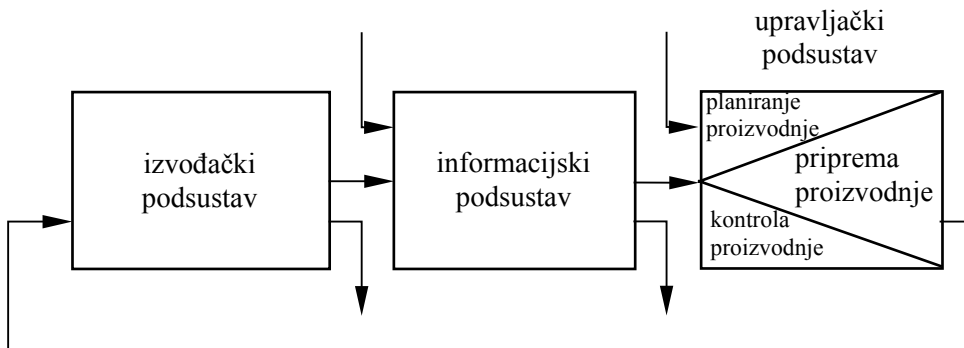 upravljački
podsustav
izvođački
podsustav
informacijski
podsustav
planiranje
proizvodnje
priprema
proizvodnje
kontrola
proizvodnje